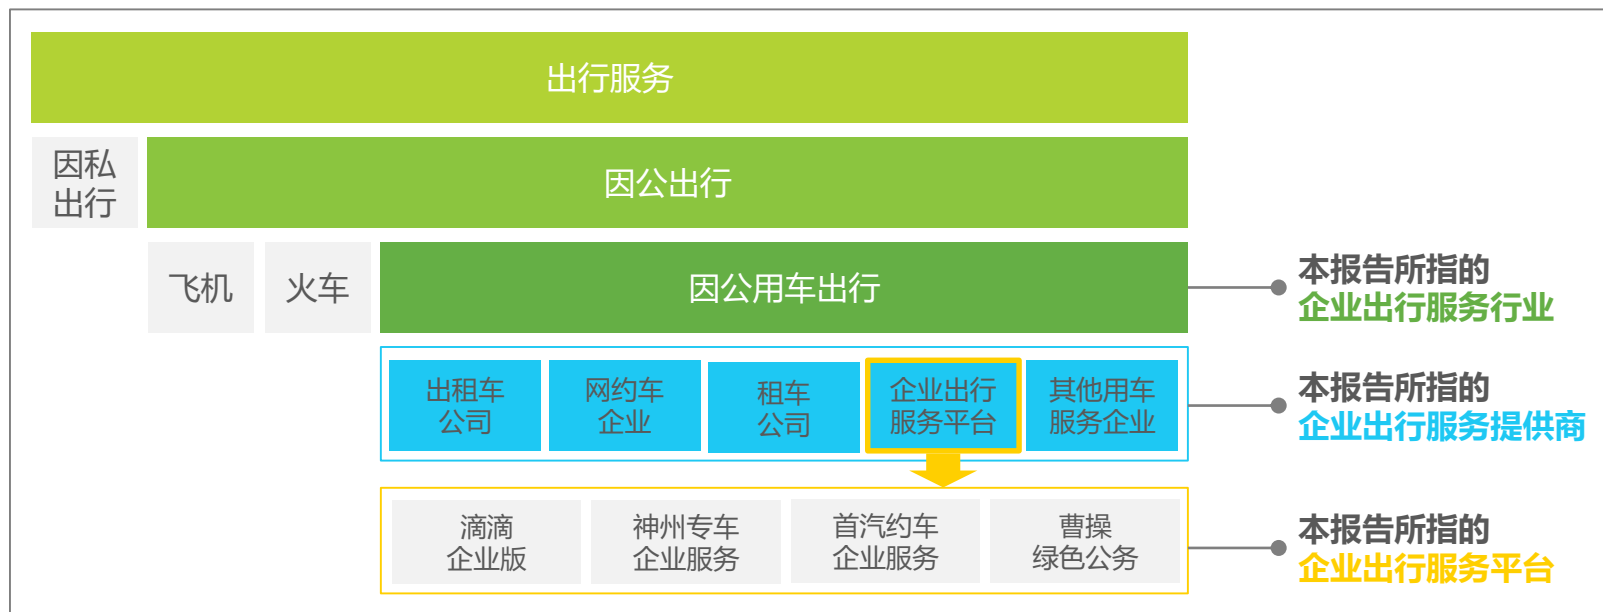 出行服务
因私
出行
因公出行
飞机
火车
因公用车出行
本报告所指的
企业出行服务行业
出租车
公司
网约车
企业
租车
公司
企业出行
服务平台
其他用车
服务企业
本报告所指的
企业出行服务提供商
滴滴
企业版
神州专车
企业服务
首汽约车
企业服务
曹操
绿色公务
本报告所指的
企业出行服务平台